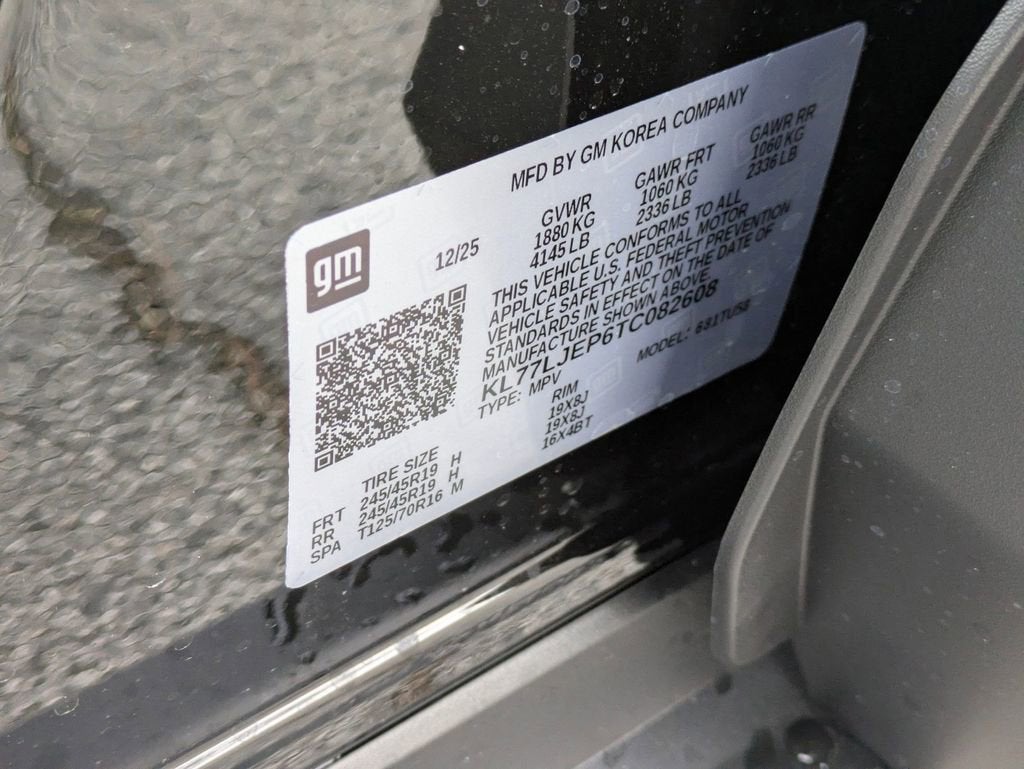 MFD BY GM KOREA COMPANY
gm
12/25
GVWR GAWR FRT GAWR RR
1880 KG 1060 KG 1060 KG
4145 LB 2336 LB 2336 LB
THIS VEHICLE CONFORMS TO ALL
APPLICABLE U.S. FEDERAL MOTOR
VEHICLE SAFETY AND THEFT PREVENTION
STANDARDS IN EFFECT ON THE DATE OF
MANUFACTURE SHOWN ABOVE.
KL77LJEP6TC082608
TYPE: MPV MODEL: 631TU58
TIRE SIZE RIM
FRT 245/45R19 H 19X8J
RR 245/45R19 H 19X8J
SPA T125/70R16 M 16X4BT